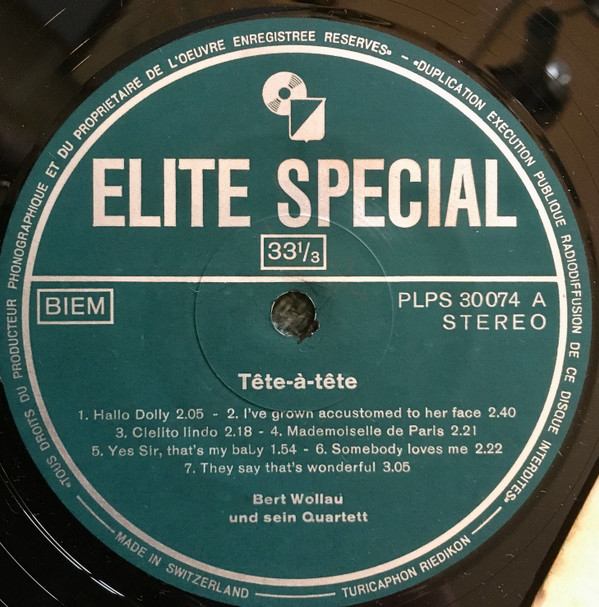 «TOUS DROITS DU PRODUCTEUR PHONOGRAPHIQUE ET DU PROPRIETAIRE DE L'OEUVRE ENREGISTREE RESERVES» – «DUPLICATION EXECUTION PUBLIQUE RADIODIFFUSION DE CE DISQUE INTERDITES»
ELITE SPECIAL
33 1/3
BIEM
PLPS 30074 A
STEREO
Tête-à-tête
1. Hallo Dolly 2.05 - 2. I've grown accustomed to her face 2.40
3. Cielito lindo 2.18 - 4. Mademoiselle de Paris 2.21
5. Yes Sir, that's my baby 1.54 - 6. Somebody loves me 2.22
7. They say that's wonderful 3.05
Bert Wollau
und sein Quartett
MADE IN SWITZERLAND — TURICAPHON RIEDIKON